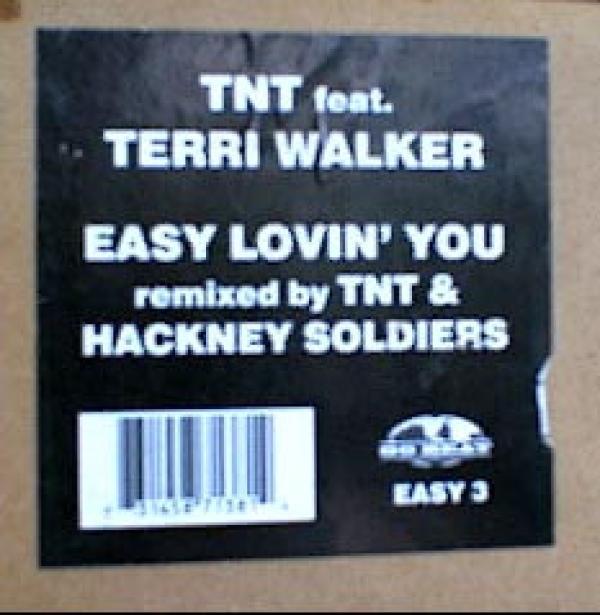 TNT feat.
TERRI WALKER
EASY LOVIN' YOU
remixed by TNT &
HACKNEY SOLDIERS
EASY 3